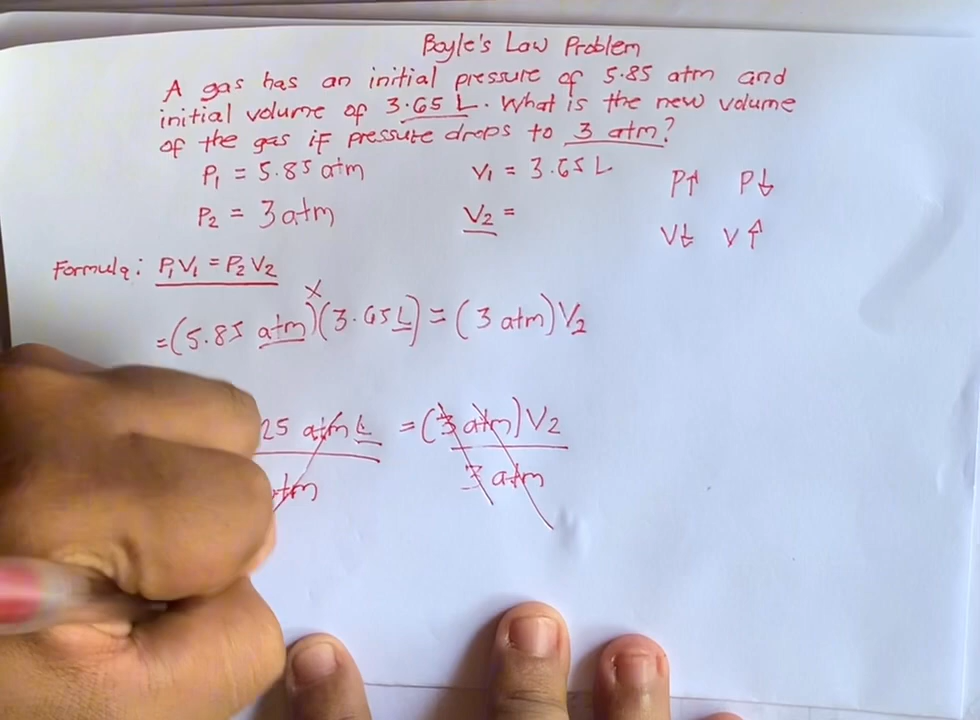 Boyle's Law Problem
A gas has an initial pressure of 5.85 atm and
initial volume of 3.65 L. What is the new volume
of the gas if pressure drops to 3 atm?
P₁ = 5.85 atm V₁ = 3.65 L P↑ P↓
P₂ = 3 atm V₂ = V↓ V↑
Formula: P₁V₁ = P₂V₂
x
=(5.85 atm)(3.65L) = (3 atm)V₂
25 atm L = (3 atm)V₂
atm 3 atm